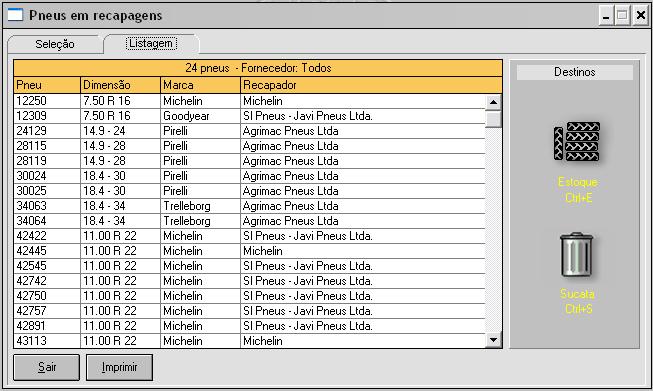 Pneus em recapagens
Seleção Listagem
24 pneus - Fornecedor: Todos
Pneu Dimensão Marca Recapador
12250 7.50 R 16 Michelin Michelin
12309 7.50 R 16 Goodyear SI Pneus - Javi Pneus Ltda.
24129 14.9 - 24 Pirelli Agrimac Pneus Ltda
28115 14.9 - 28 Pirelli Agrimac Pneus Ltda
28119 14.9 - 28 Pirelli Agrimac Pneus Ltda
30024 18.4 - 30 Pirelli Agrimac Pneus Ltda
30025 18.4 - 30 Pirelli Agrimac Pneus Ltda
34063 18.4 - 34 Trelleborg Agrimac Pneus Ltda
34064 18.4 - 34 Trelleborg Agrimac Pneus Ltda
42422 11.00 R 22 Michelin SI Pneus - Javi Pneus Ltda.
42445 11.00 R 22 Michelin Michelin
42545 11.00 R 22 Michelin SI Pneus - Javi Pneus Ltda.
42742 11.00 R 22 Michelin SI Pneus - Javi Pneus Ltda.
42750 11.00 R 22 Michelin SI Pneus - Javi Pneus Ltda.
42757 11.00 R 22 Michelin SI Pneus - Javi Pneus Ltda.
42891 11.00 R 22 Michelin SI Pneus - Javi Pneus Ltda.
43113 11.00 R 22 Michelin Michelin
Destinos
Estoque
Ctrl+E
Sucata
Ctrl+S
Sair Imprimir